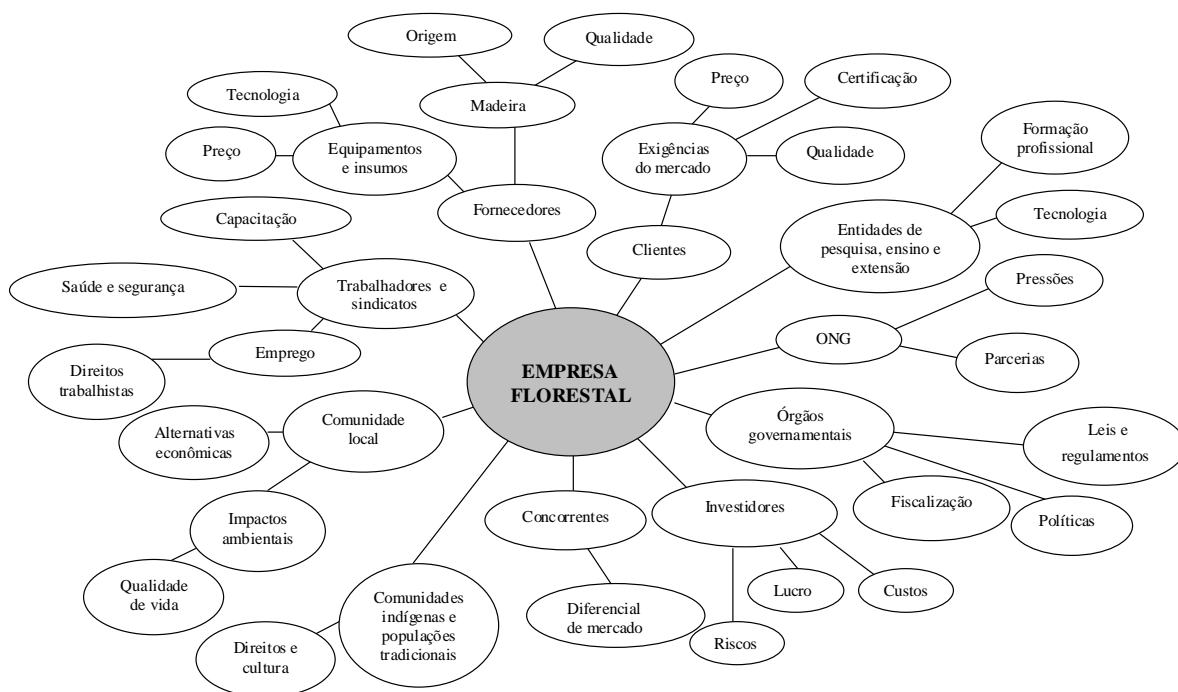 Origem
Qualidade
Tecnologia
Madeira
Preço
Certificação
Preço
Equipamentos
e insumos
Exigências
do mercado
Qualidade
Formação
profissional
Capacitação
Fornecedores
Clientes
Entidades de
pesquisa, ensino e
extensão
Tecnologia
Saúde e segurança
Trabalhadores e
sindicatos
Pressões
Emprego
ONG
Parcerias
Direitos
trabalhistas
EMPRESA
FLORESTAL
Alternativas
econômicas
Comunidade
local
Órgãos
governamentais
Leis e
regulamentos
Impactos
ambientais
Concorrentes
Investidores
Fiscalização
Políticas
Qualidade
de vida
Comunidades
indígenas e
populações
tradicionais
Diferencial
de mercado
Lucro
Custos
Direitos e
cultura
Riscos